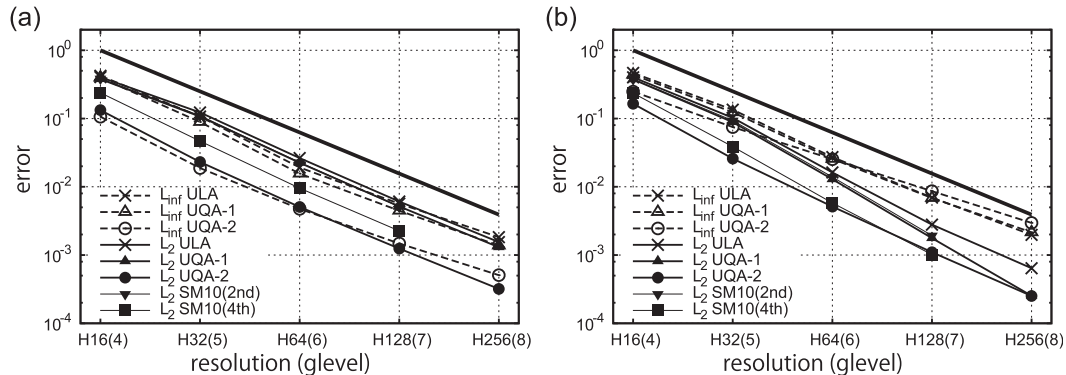 (a)
10^0
10^-1
10^-2
10^-3
10^-4
error
L_inf ULA
L_inf UQA-1
L_inf UQA-2
L_2 ULA
L_2 UQA-1
L_2 UQA-2
L_2 SM10(2nd)
L_2 SM10(4th)
H16(4) H32(5) H64(6) H128(7) H256(8)
resolution (glevel)
(b)
10^0
10^-1
10^-2
10^-3
10^-4
error
L_inf ULA
L_inf UQA-1
L_inf UQA-2
L_2 ULA
L_2 UQA-1
L_2 UQA-2
L_2 SM10(2nd)
L_2 SM10(4th)
H16(4) H32(5) H64(6) H128(7) H256(8)
resolution (glevel)